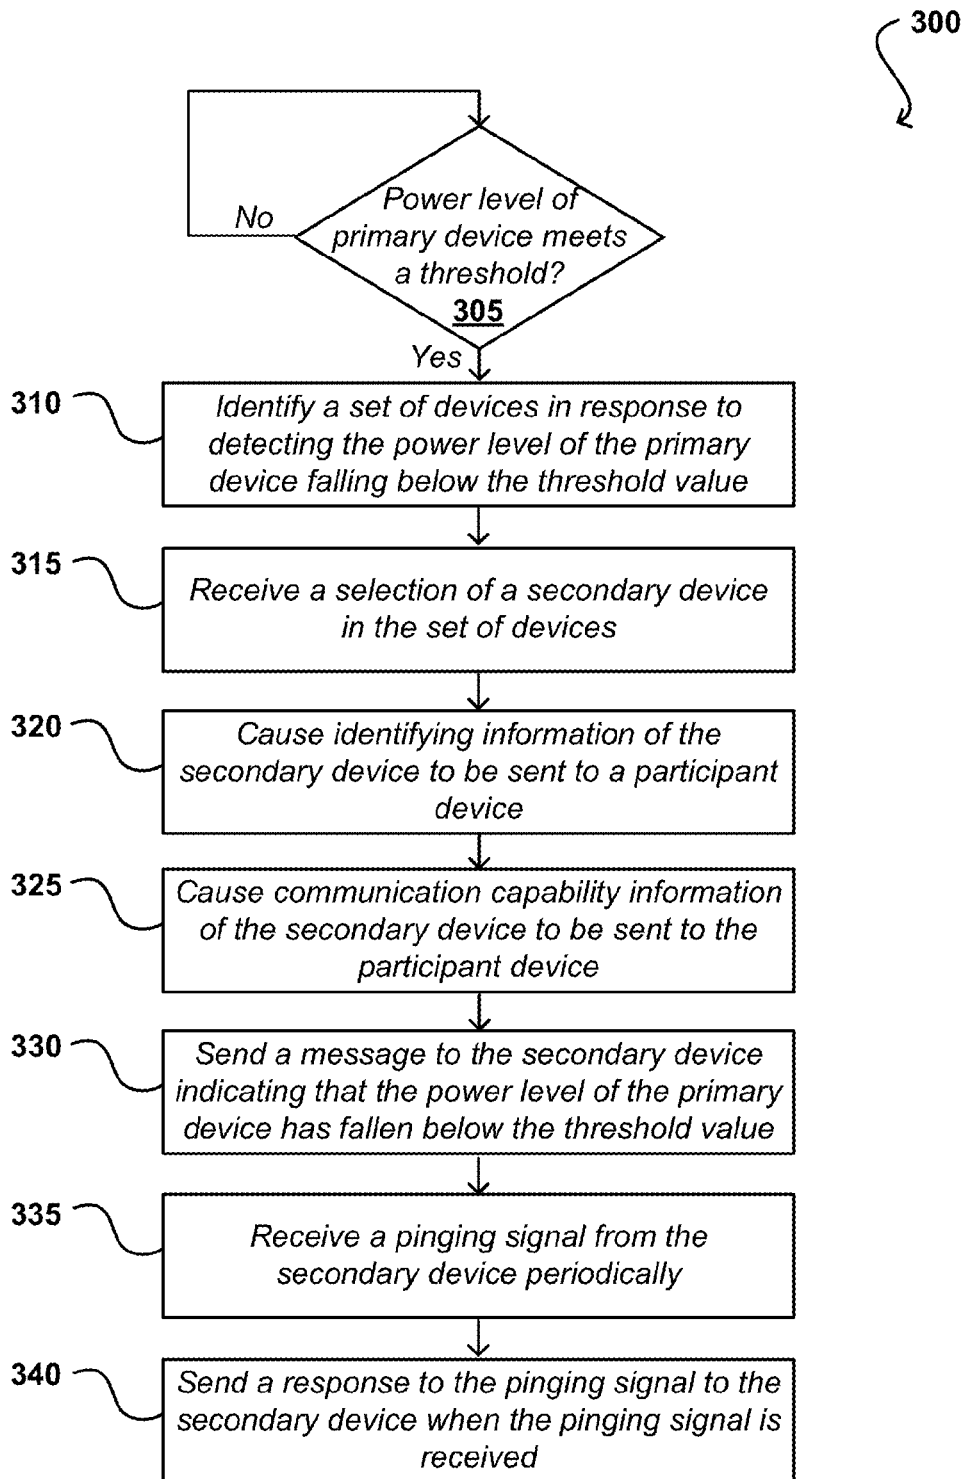 300
Power level of
primary device meets
a threshold?
305
No
Yes
310
Identify a set of devices in response to
detecting the power level of the primary
device falling below the threshold value
315
Receive a selection of a secondary device
in the set of devices
320
Cause identifying information of the
secondary device to be sent to a participant
device
325
Cause communication capability information
of the secondary device to be sent to the
participant device
330
Send a message to the secondary device
indicating that the power level of the primary
device has fallen below the threshold value
335
Receive a pinging signal from the
secondary device periodically
340
Send a response to the pinging signal to the
secondary device when the pinging signal is
received